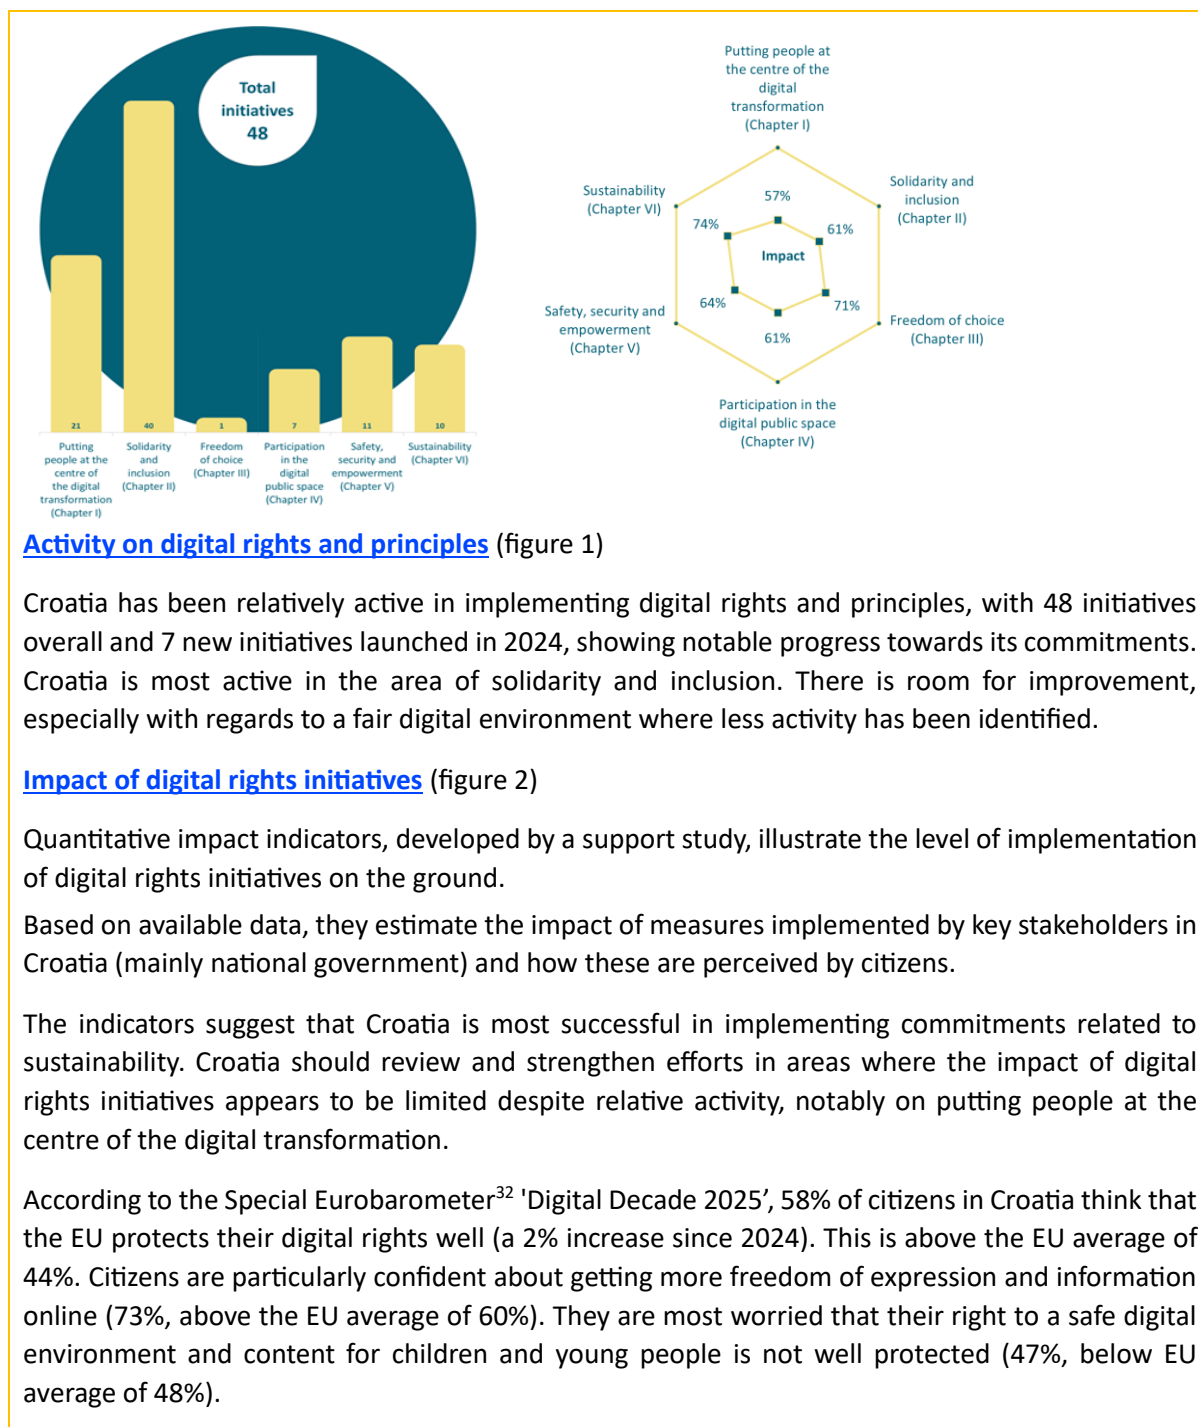 Total
initiatives
48
21
40
1
7
11
10
Putting
people at the
centre of
the digital
transformation
(Chapter I)
Solidarity
and
inclusion
(Chapter II)
Freedom
of choice
(Chapter III)
Participation
in the
digital
public space
(Chapter IV)
Safety,
security and
empowerment
(Chapter V)
Sustainability
(Chapter VI)
Putting people at
the centre of the
digital
transformation
(Chapter I)
Solidarity and
inclusion
(Chapter II)
Freedom of choice
(Chapter III)
Participation in the
digital public space
(Chapter IV)
Safety, security and
empowerment
(Chapter V)
Sustainability
(Chapter VI)
57%
61%
71%
61%
64%
74%
Impact
Activity on digital rights and principles (figure 1)
Croatia has been relatively active in implementing digital rights and principles, with 48 initiatives
overall and 7 new initiatives launched in 2024, showing notable progress towards its commitments.
Croatia is most active in the area of solidarity and inclusion. There is room for improvement,
especially with regards to a fair digital environment where less activity has been identified.
Impact of digital rights initiatives (figure 2)
Quantitative impact indicators, developed by a support study, illustrate the level of implementation
of digital rights initiatives on the ground.
Based on available data, they estimate the impact of measures implemented by key stakeholders in
Croatia (mainly national government) and how these are perceived by citizens.
The indicators suggest that Croatia is most successful in implementing commitments related to
sustainability. Croatia should review and strengthen efforts in areas where the impact of digital
rights initiatives appears to be limited despite relative activity, notably on putting people at the
centre of the digital transformation.
According to the Special Eurobarometer32 'Digital Decade 2025’, 58% of citizens in Croatia think that
the EU protects their digital rights well (a 2% increase since 2024). This is above the EU average of
44%. Citizens are particularly confident about getting more freedom of expression and information
online (73%, above the EU average of 60%). They are most worried that their right to a safe digital
environment and content for children and young people is not well protected (47%, below EU
average of 48%).